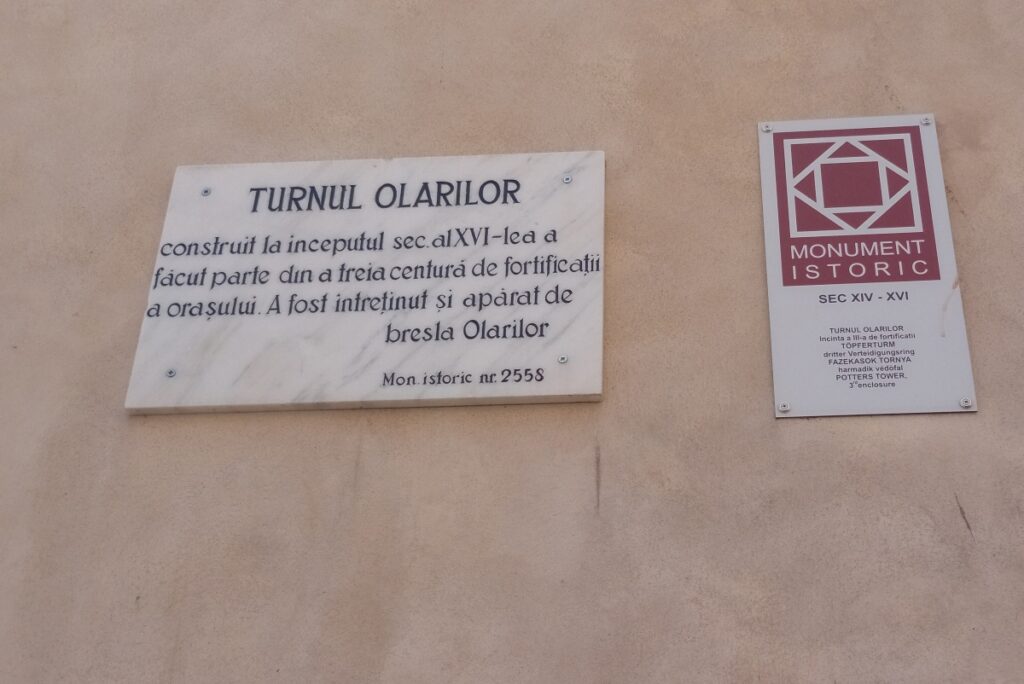 TURNUL OLARILOR
construit la inceputul sec. al XVI-lea a
făcut parte din a treia centură de fortificații
a orașului. A fost intreținut și apărat de
bresla Olarilor
Mon. istoric nr. 2558
MONUMENT
ISTORIC
SEC XIV - XVI
TURNUL OLARILOR
Incinta a III-a de fortificatii
TÖPFERTURM
dritter Verteidigungsring
FAZEKASOK TORNYA
harmadik védőfal
POTTERS TOWER,
3rd enclosure